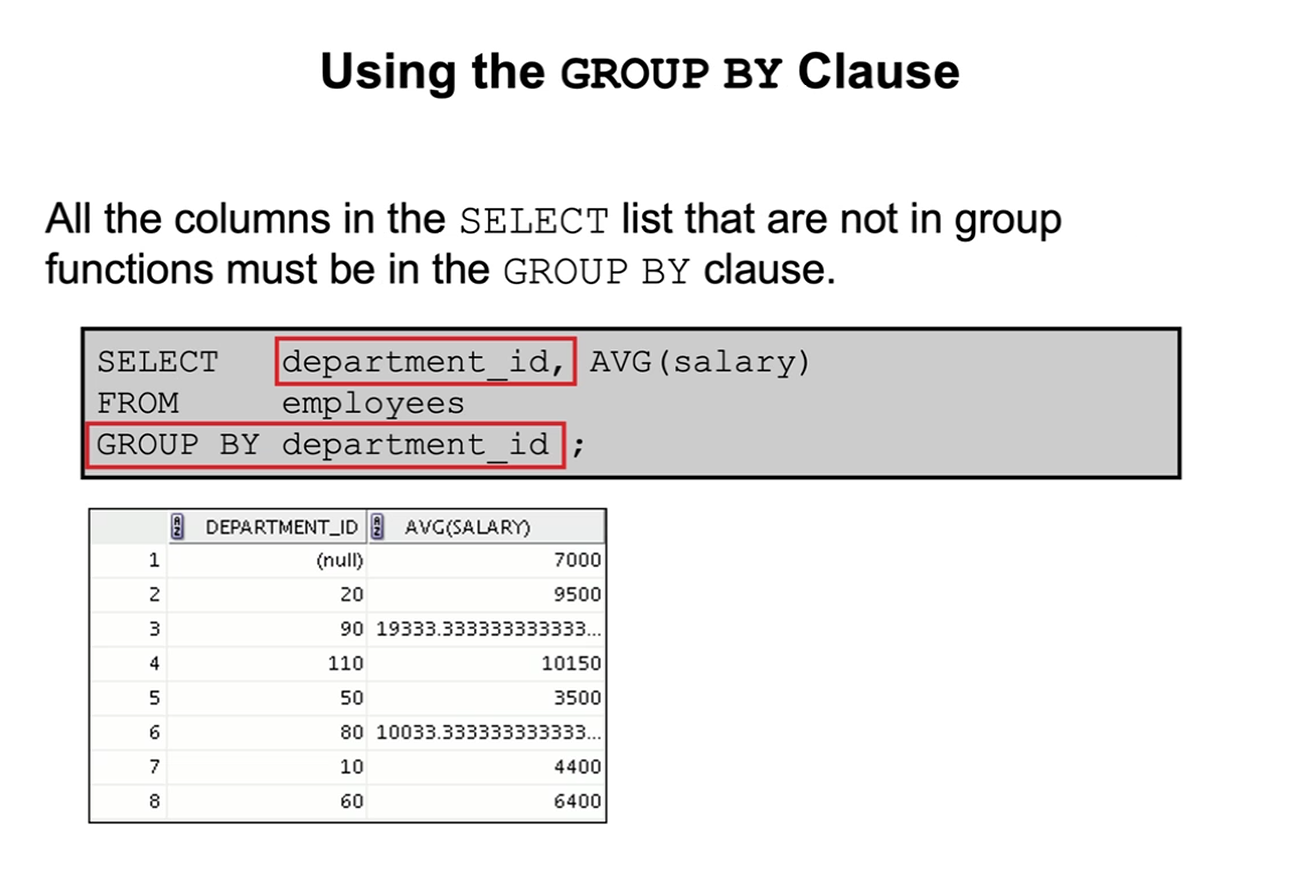 Using the GROUP BY Clause
All the columns in the SELECT list that are not in group
functions must be in the GROUP BY clause.
SELECT department_id, AVG(salary)
FROM employees
GROUP BY department_id ;
DEPARTMENT_ID AVG(SALARY)
1 (null) 7000
2 20 9500
3 90 19333.333333333333...
4 110 10150
5 50 3500
6 80 10033.333333333333...
7 10 4400
8 60 6400